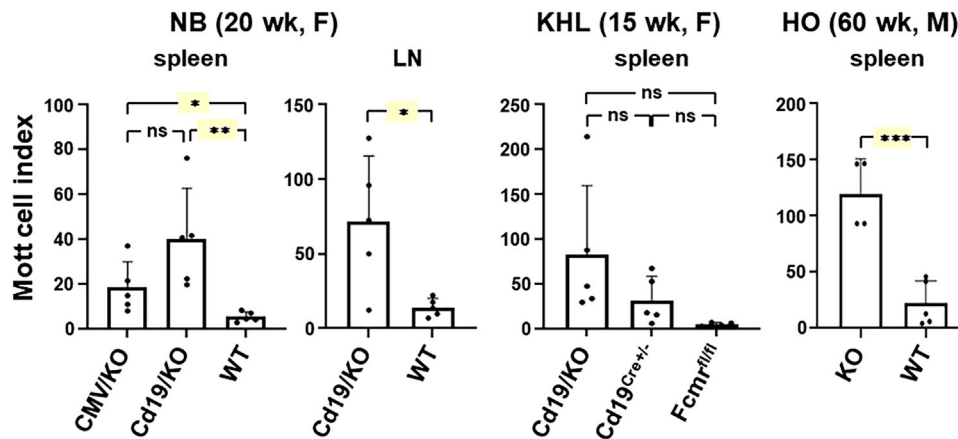 NB (20 wk, F) KHL (15 wk, F) HO (60 wk, M)
spleen LN spleen spleen
Mott cell index
100
80
60
40
20
0
* ns **
CMV/KO
Cd19/KO
WT
150
100
50
0
*
Cd19/KO
WT
250
200
150
100
50
0
ns
ns ns
Cd19/KO
Cd19Cre+/-
Fcmrfl/fl
200
150
100
50
0
***
KO
WT